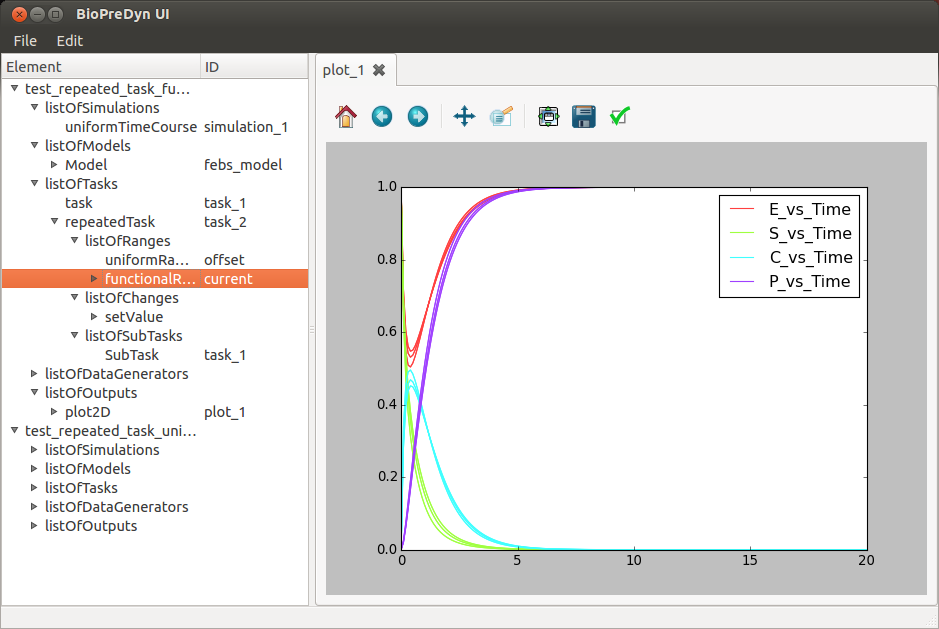 BioPreDyn UI
File Edit
Element ID
test_repeated_task_fu...
listOfSimulations
uniformTimeCourse simulation_1
listOfModels
Model febs_model
listOfTasks
task task_1
repeatedTask task_2
listOfRanges
uniformRa... offset
functionalR... current
listOfChanges
setValue
listOfSubTasks
SubTask task_1
listOfDataGenerators
listOfOutputs
plot2D plot_1
test_repeated_task_uni...
listOfSimulations
listOfModels
listOfTasks
listOfDataGenerators
listOfOutputs
plot_1
1.0
0.8
0.6
0.4
0.2
0.0
0 5 10 15 20
E_vs_Time
S_vs_Time
C_vs_Time
P_vs_Time